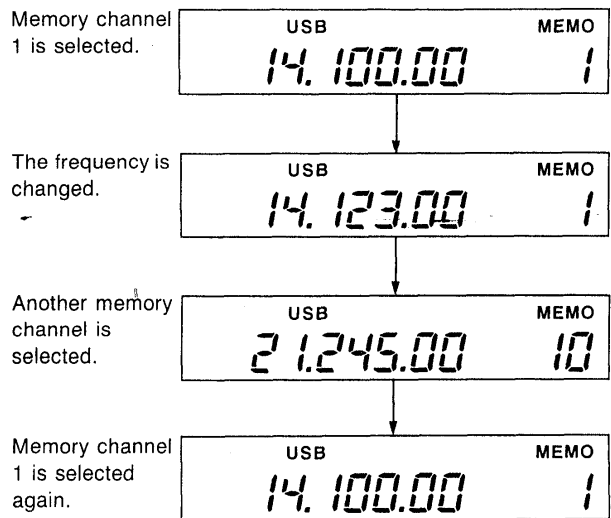 Memory channel
1 is selected.
USB MEMO
14.100.00 1
The frequency is
changed.
USB MEMO
14.123.00 1
Another memory
channel is
selected.
USB MEMO
21.245.00 10
Memory channel
1 is selected
again.
USB MEMO
14.100.00 1